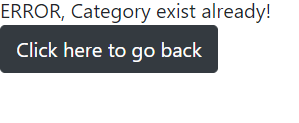 ERROR, Category exist already!
Click here to go back